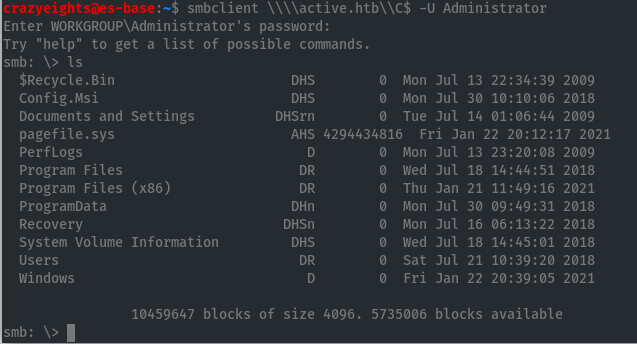 crazyeights@es-base:~$ smbclient \\\\active.htb\\C$ -U Administrator
Enter WORKGROUP\Administrator's password:
Try "help" to get a list of possible commands.
smb: \> ls
  $Recycle.Bin                      DHS        0  Mon Jul 13 22:34:39 2009
  Config.Msi                        DHS        0  Mon Jul 30 10:10:06 2018
  Documents and Settings          DHSrn        0  Tue Jul 14 01:06:44 2009
  pagefile.sys                      AHS 4294434816  Fri Jan 22 20:12:17 2021
  PerfLogs                            D        0  Mon Jul 13 23:20:08 2009
  Program Files                      DR        0  Wed Jul 18 14:44:51 2018
  Program Files (x86)                DR        0  Thu Jan 21 11:49:16 2021
  ProgramData                       DHn        0  Mon Jul 30 09:49:31 2018
  Recovery                         DHSn        0  Mon Jul 16 06:13:22 2018
  System Volume Information         DHS        0  Wed Jul 18 14:45:01 2018
  Users                              DR        0  Sat Jul 21 10:39:20 2018
  Windows                             D        0  Fri Jan 22 20:39:05 2021
                10459647 blocks of size 4096. 5735006 blocks available
smb: \>